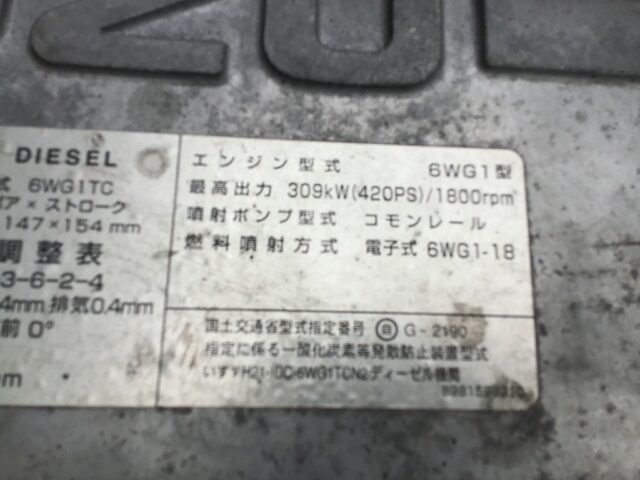 20
DIESEL
式 6WG1TC
ア × ストローク
147×154 mm
調整表
3-6-2-4
4mm,排気0.4mm
前 0°
エンジン型式 6WG1型
最高出力 309kW(420PS)/1800rpm
噴射ポンプ型式 コモンレール
燃料噴射方式 電子式 6WG1-18
国土交通省型式指定番号 自 G-2190
指定に係る一酸化炭素等発散防止装置型式
いすゞH21-DC-6WG1TCN2ディーゼル機関